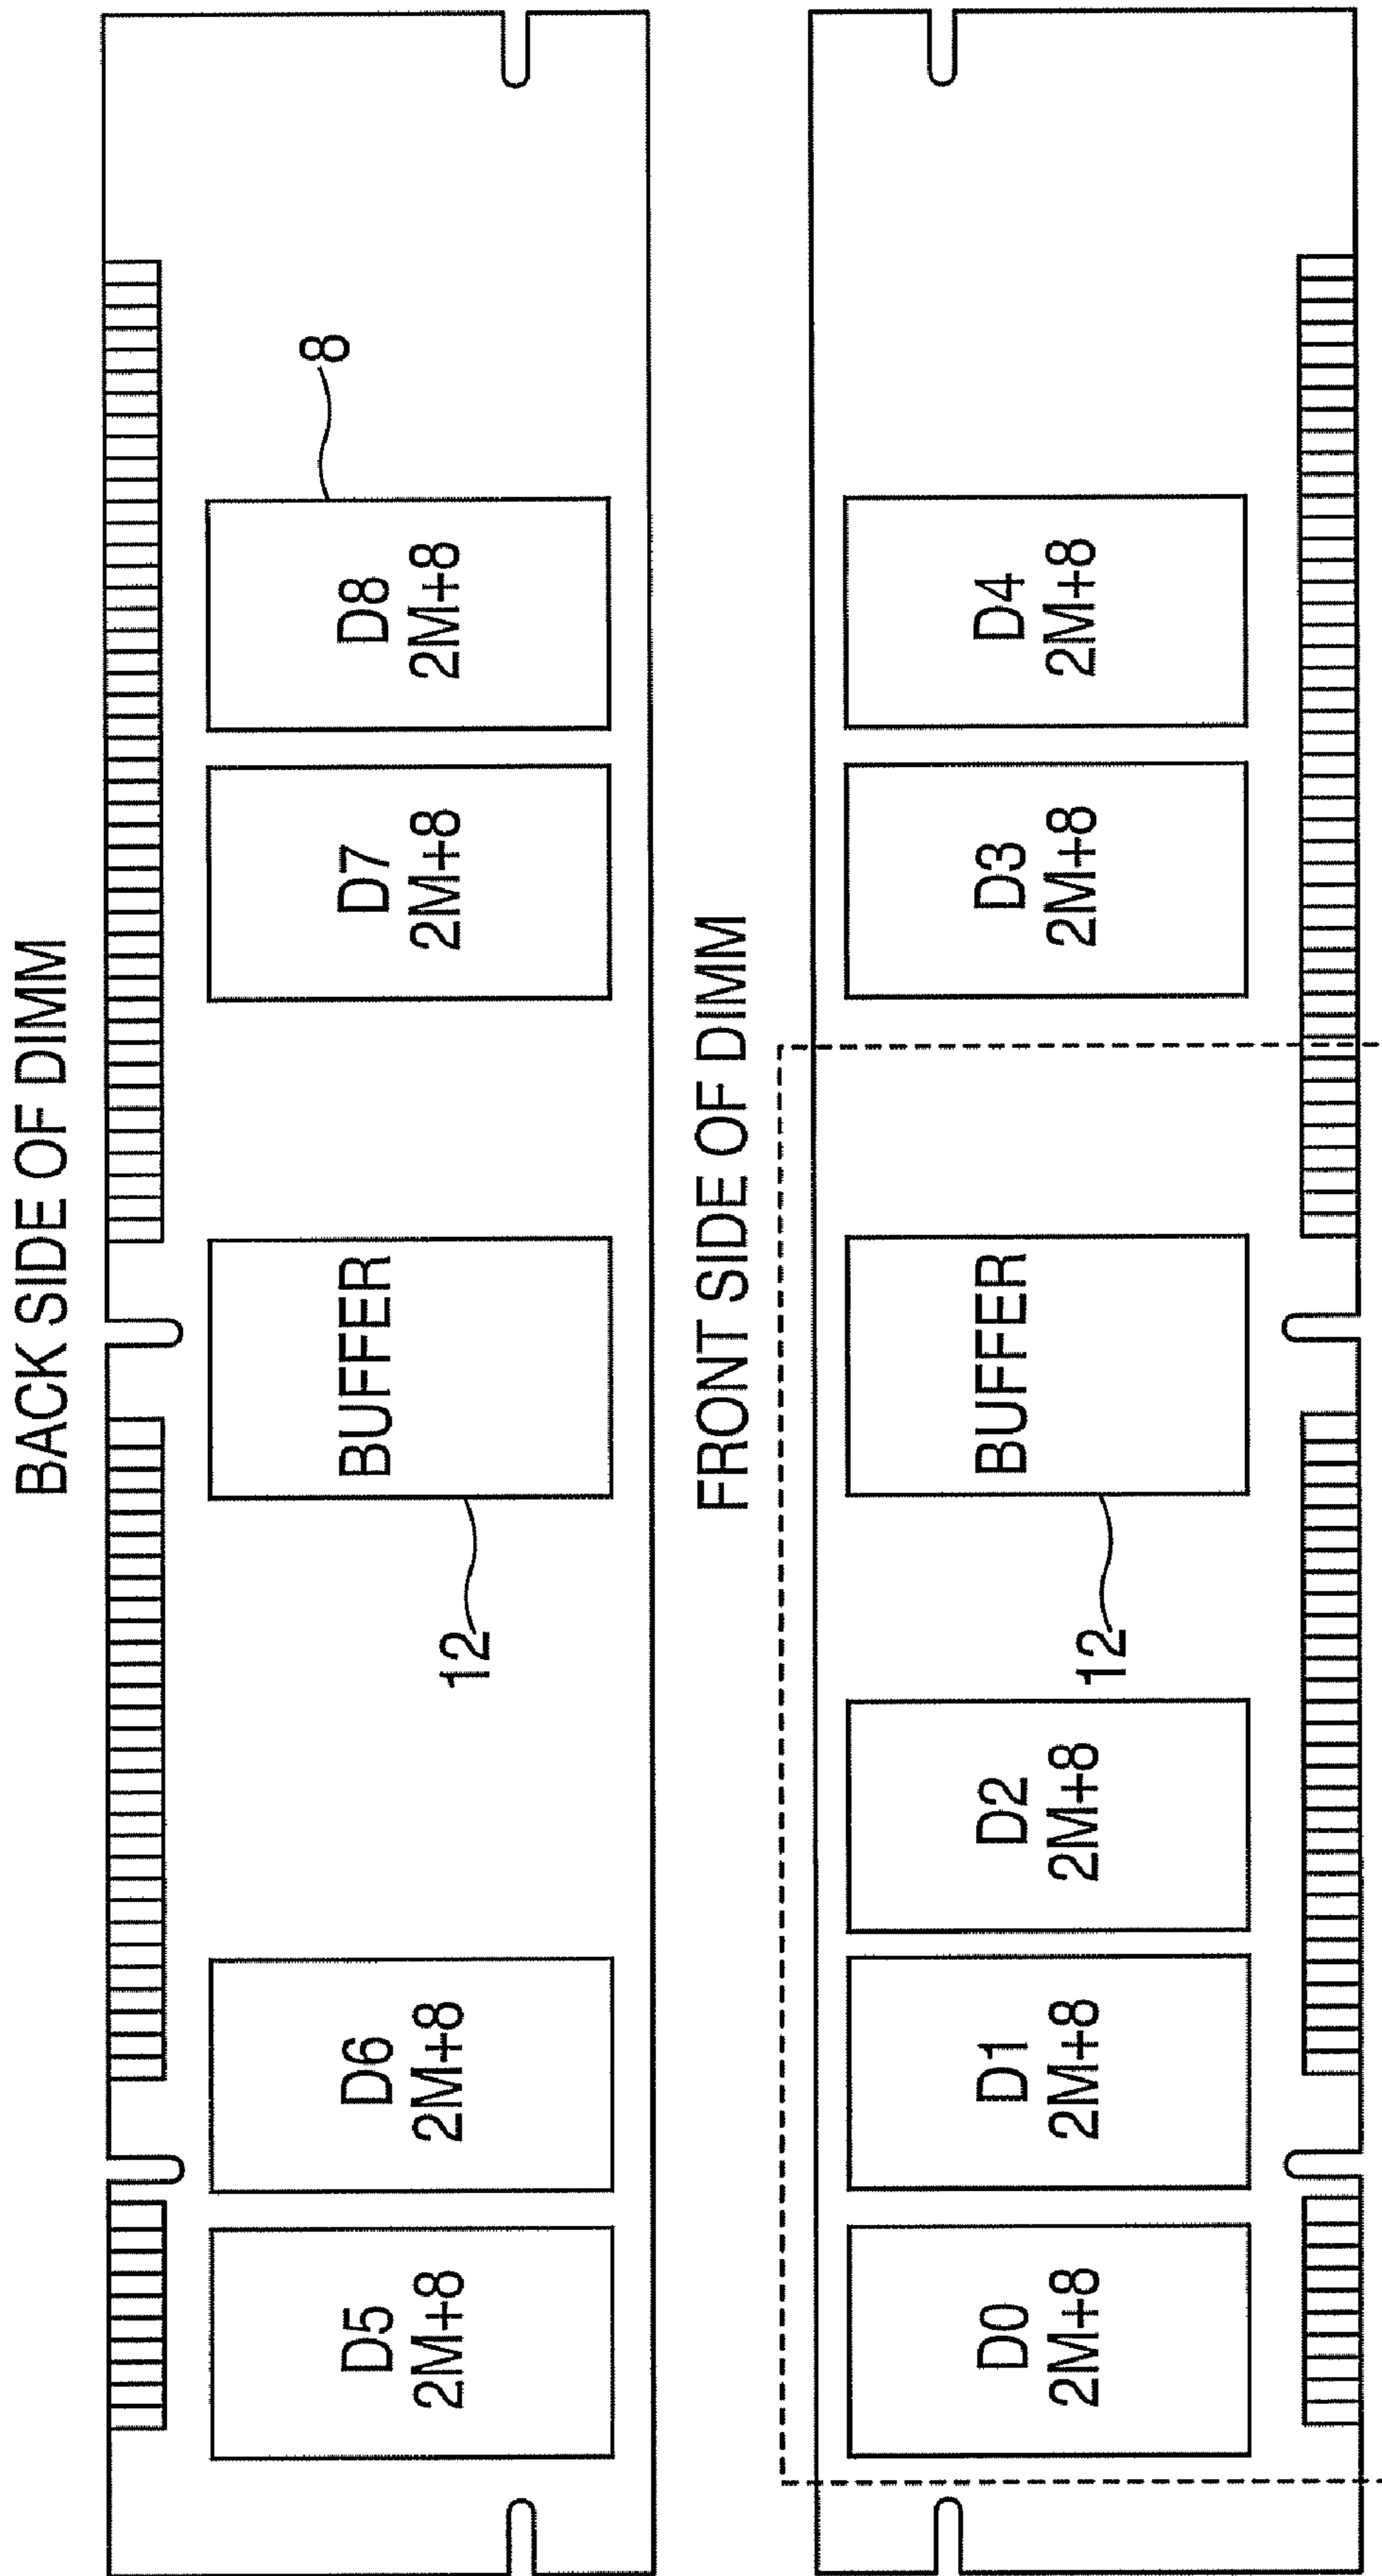 BACK SIDE OF DIMM
D5
2M+8
D6
2M+8
12
BUFFER
D7
2M+8
D8
2M+8
8
FRONT SIDE OF DIMM
D0
2M+8
D1
2M+8
D2
2M+8
12
BUFFER
D3
2M+8
D4
2M+8